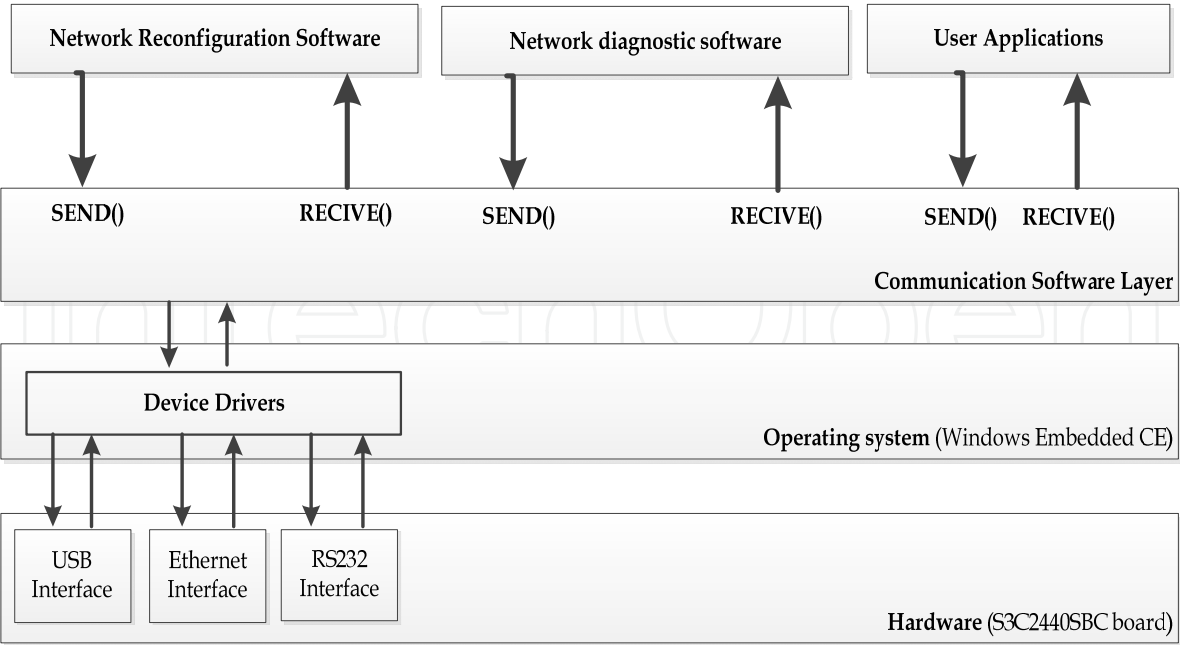 Network Reconfiguration Software
Network diagnostic software
User Applications
SEND()
RECIVE()
SEND()
RECIVE()
SEND()
RECIVE()
Communication Software Layer
IntechOpen
Device Drivers
Operating system (Windows Embedded CE)
USB
Interface
Ethernet
Interface
RS232
Interface
Hardware (S3C2440SBC board)